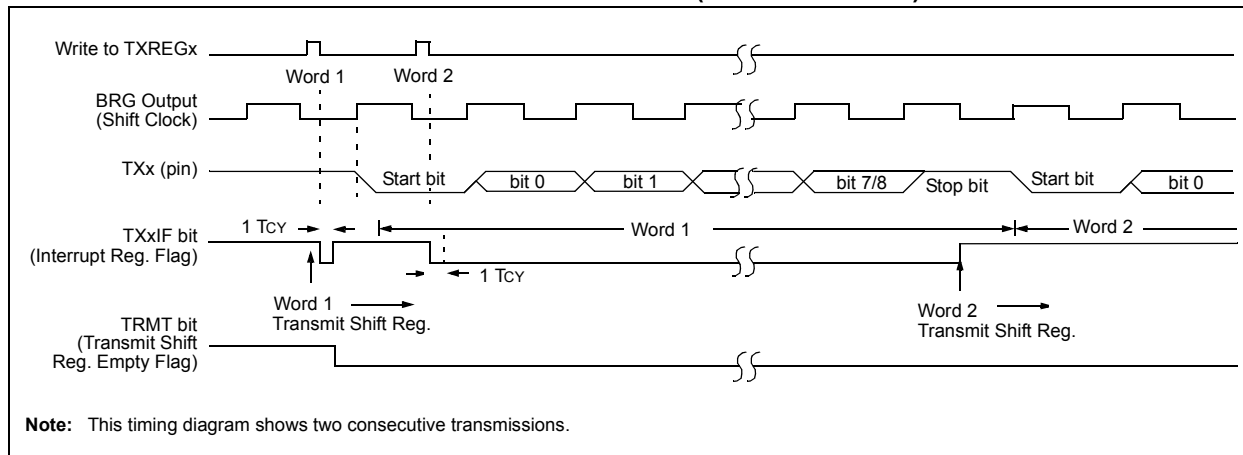 Write to TXREGx
Word 1 Word 2
BRG Output
(Shift Clock)
TXx (pin)
Start bit bit 0 bit 1 bit 7/8 Stop bit Start bit bit 0
1 TCY Word 1 Word 2
TXxIF bit
(Interrupt Reg. Flag)
1 TCY
Word 1
Transmit Shift Reg.
Word 2
Transmit Shift Reg.
TRMT bit
(Transmit Shift
Reg. Empty Flag)
Note: This timing diagram shows two consecutive transmissions.